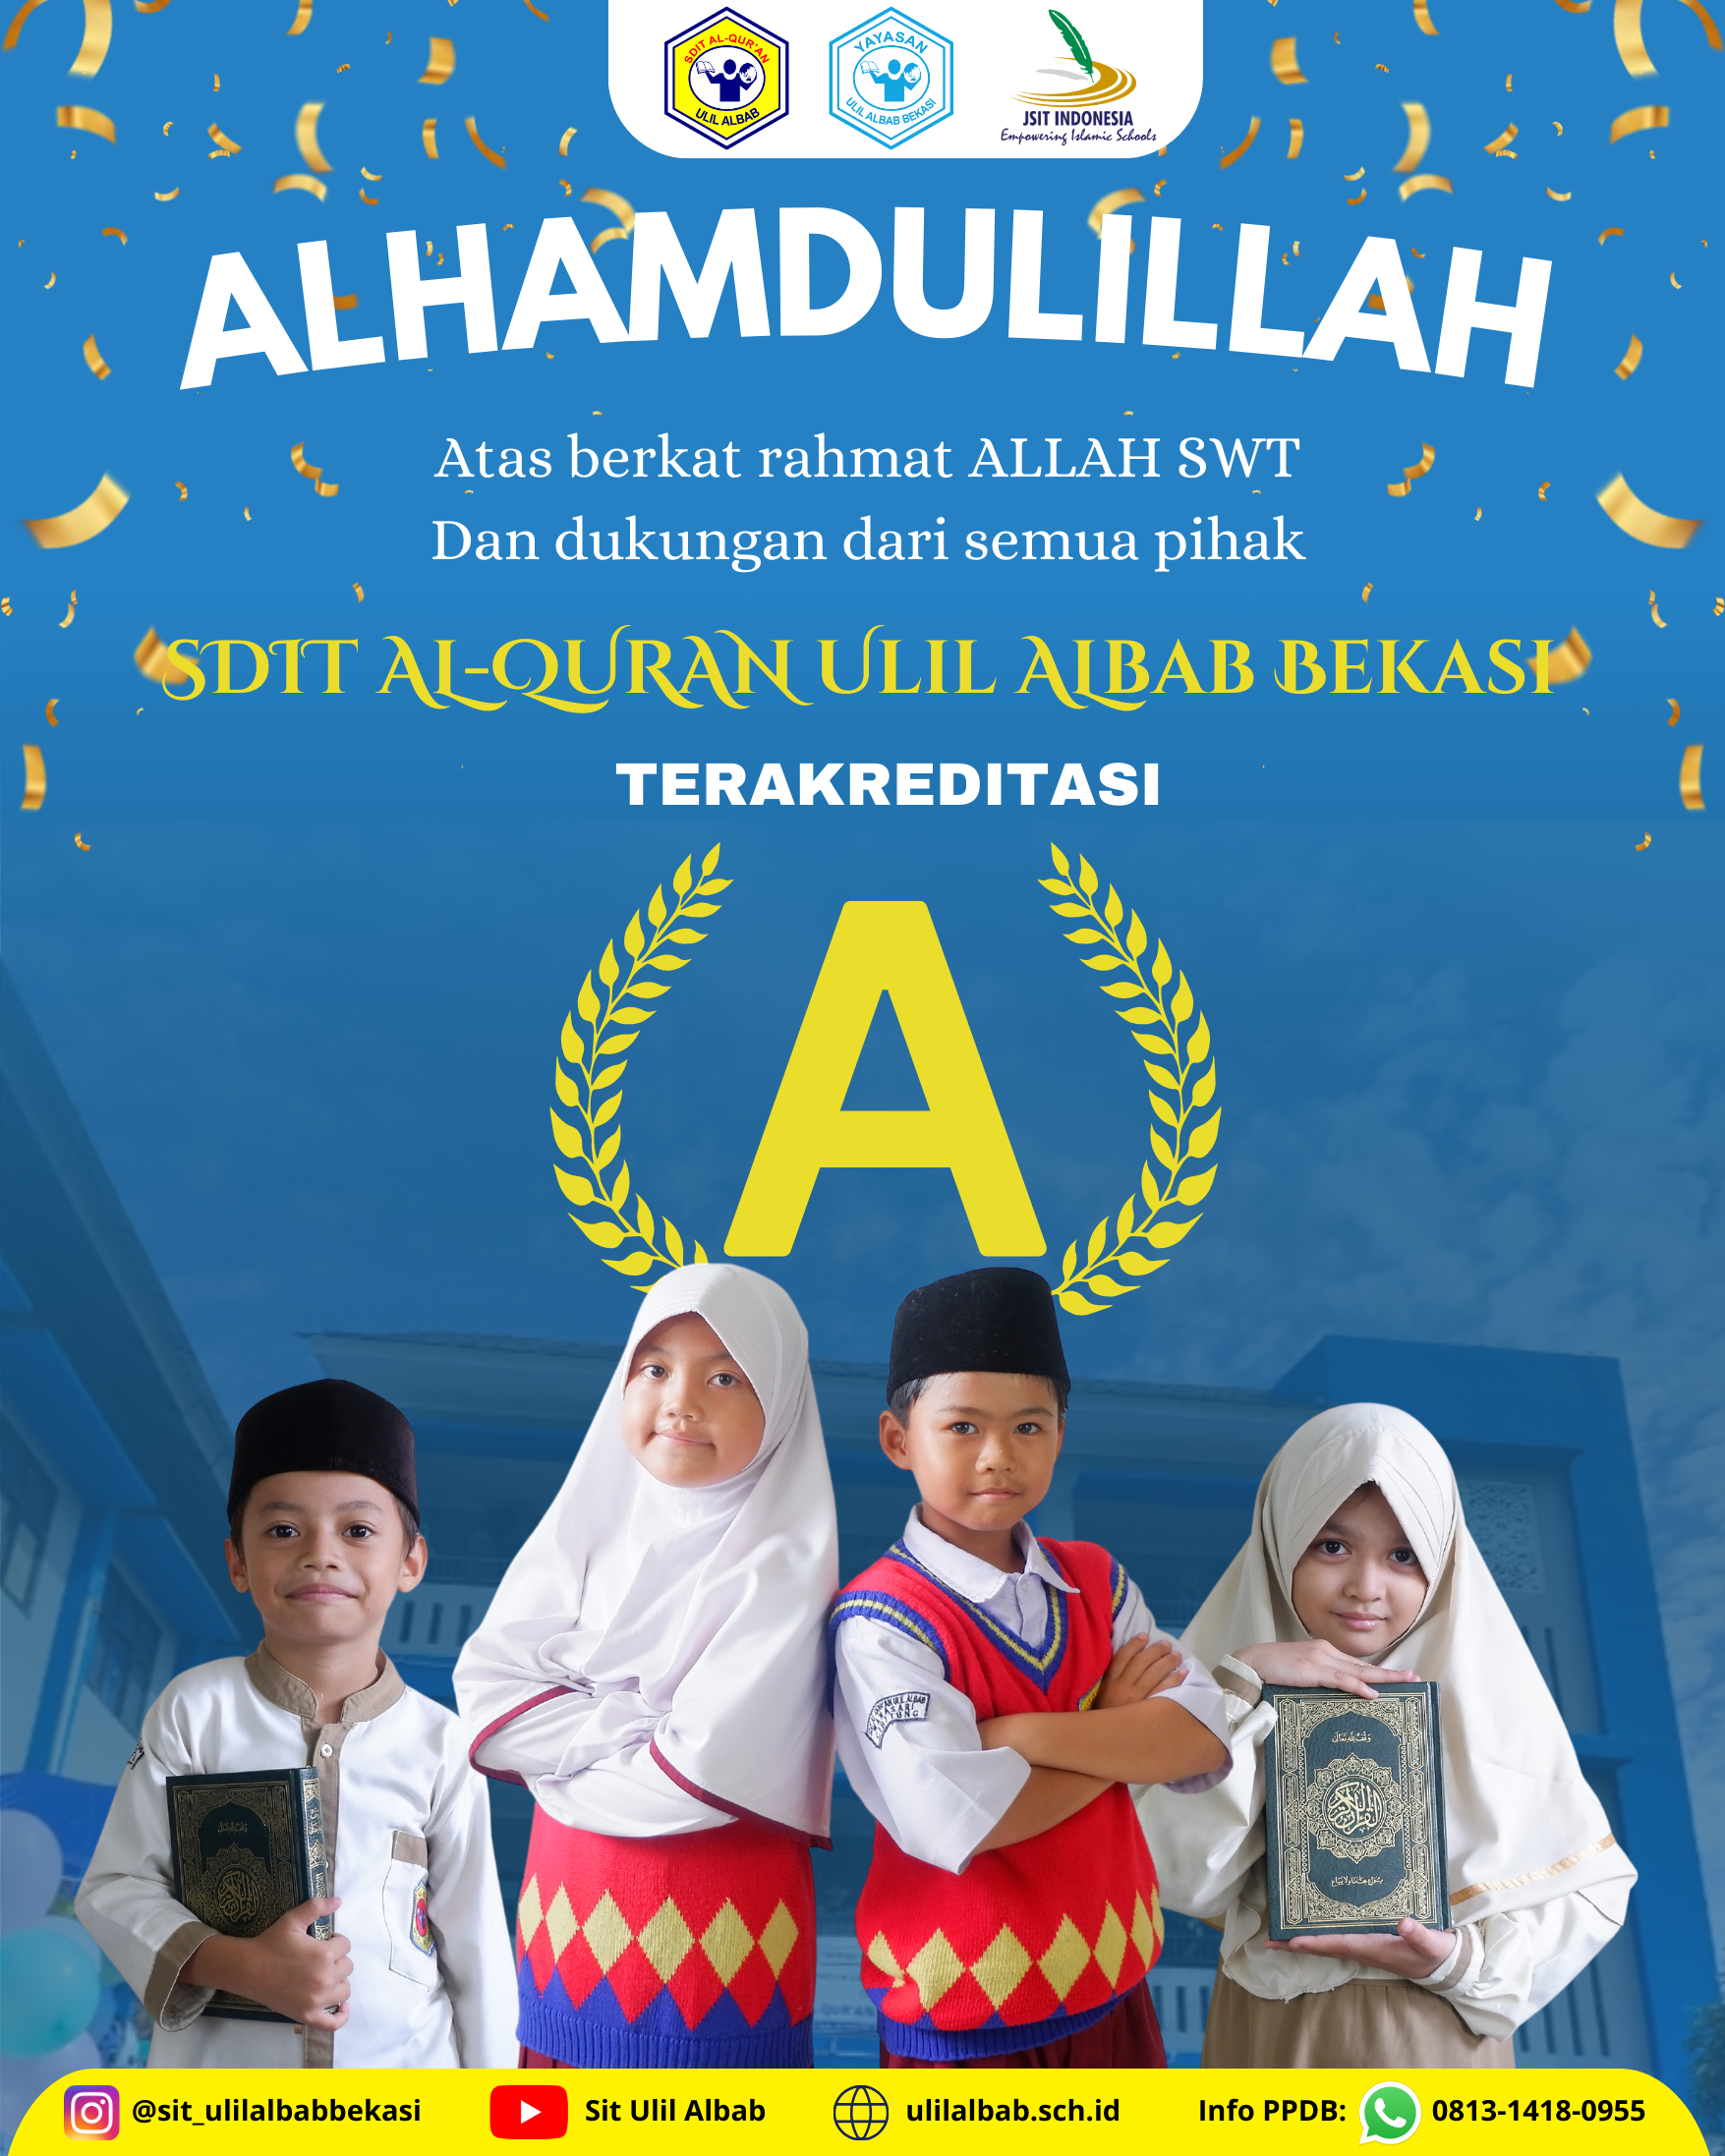 SDIT AL-QUR'AN
ULIL ALBAB
YAYASAN
ULIL ALBAB BEKASI
JSIT INDONESIA
Empowering Islamic Schools
ALHAMDULILLAH
Atas berkat rahmat ALLAH SWT
Dan dukungan dari semua pihak
SDIT AL-QURAN ULIL ALBAB BEKASI
TERAKREDITASI
A
@sit_ulilalbabbekasi
Sit Ulil Albab
ulilalbab.sch.id
Info PPDB: 0813-1418-0955